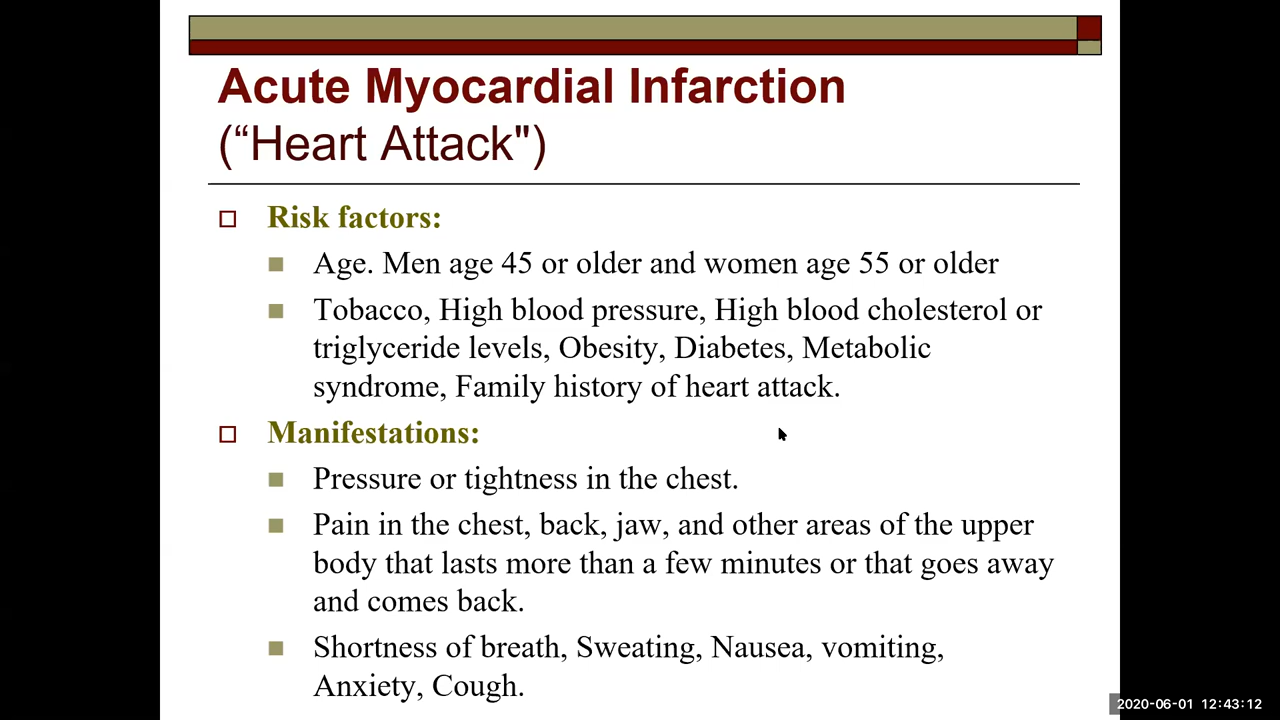 Acute Myocardial Infarction
(“Heart Attack")
Risk factors:
Age. Men age 45 or older and women age 55 or older
Tobacco, High blood pressure, High blood cholesterol or
triglyceride levels, Obesity, Diabetes, Metabolic
syndrome, Family history of heart attack.
Manifestations:
Pressure or tightness in the chest.
Pain in the chest, back, jaw, and other areas of the upper
body that lasts more than a few minutes or that goes away
and comes back.
Shortness of breath, Sweating, Nausea, vomiting,
Anxiety, Cough.
2020-06-01 12:43:12